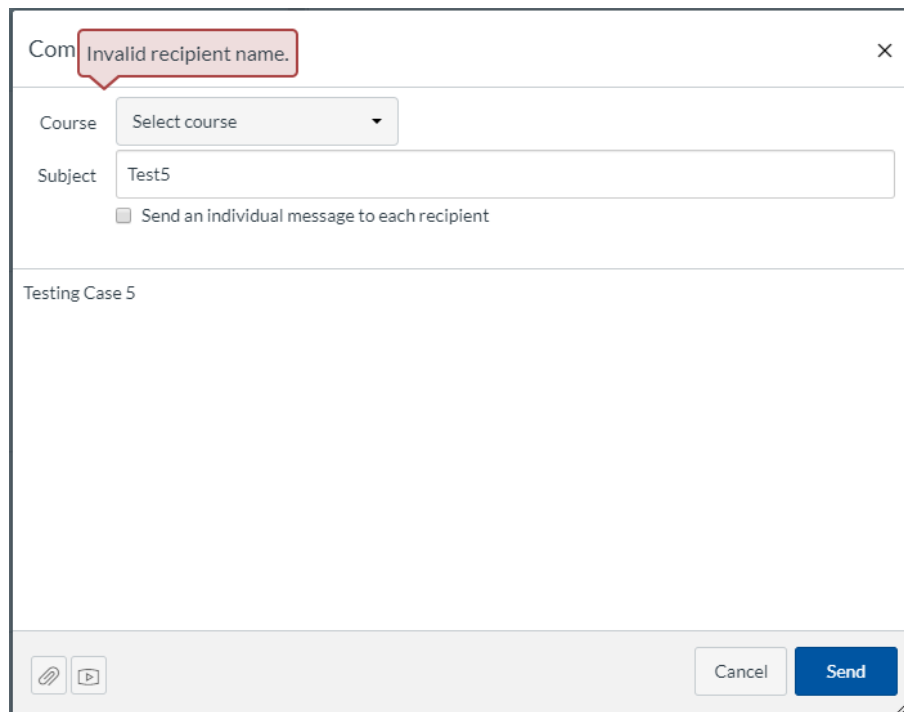 Com
Invalid recipient name.
Course
Select course
Subject
Test5
Send an individual message to each recipient
Testing Case 5
Cancel
Send